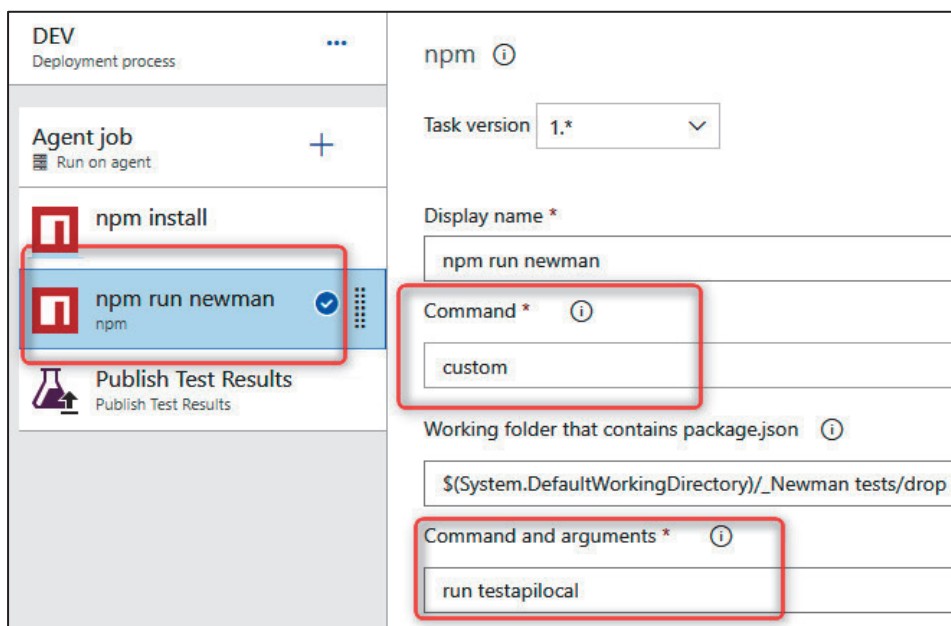 DEV
Deployment process
Agent job
Run on agent
npm install
npm run newman
npm
Publish Test Results
Publish Test Results
npm
Task version 1.*
Display name *
npm run newman
Command *
custom
Working folder that contains package.json
$(System.DefaultWorkingDirectory)/_Newman tests/drop
Command and arguments *
run testapilocal